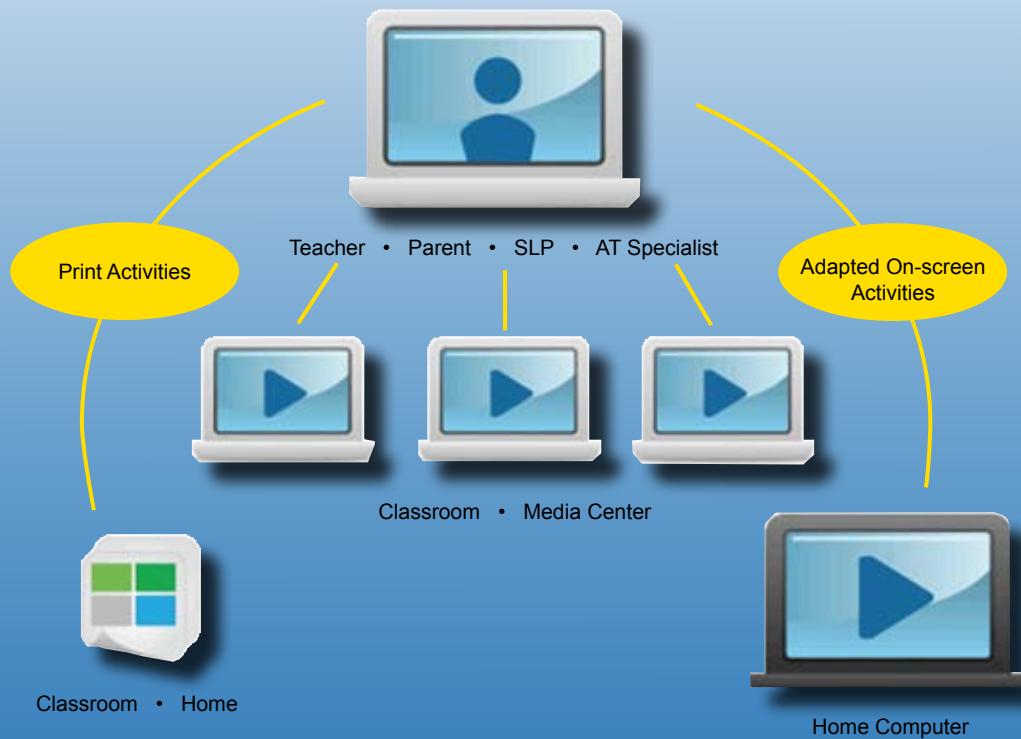 Teacher • Parent • SLP • AT Specialist
Print Activities
Adapted On-screen
Activities
Classroom • Media Center
Classroom • Home
Home Computer